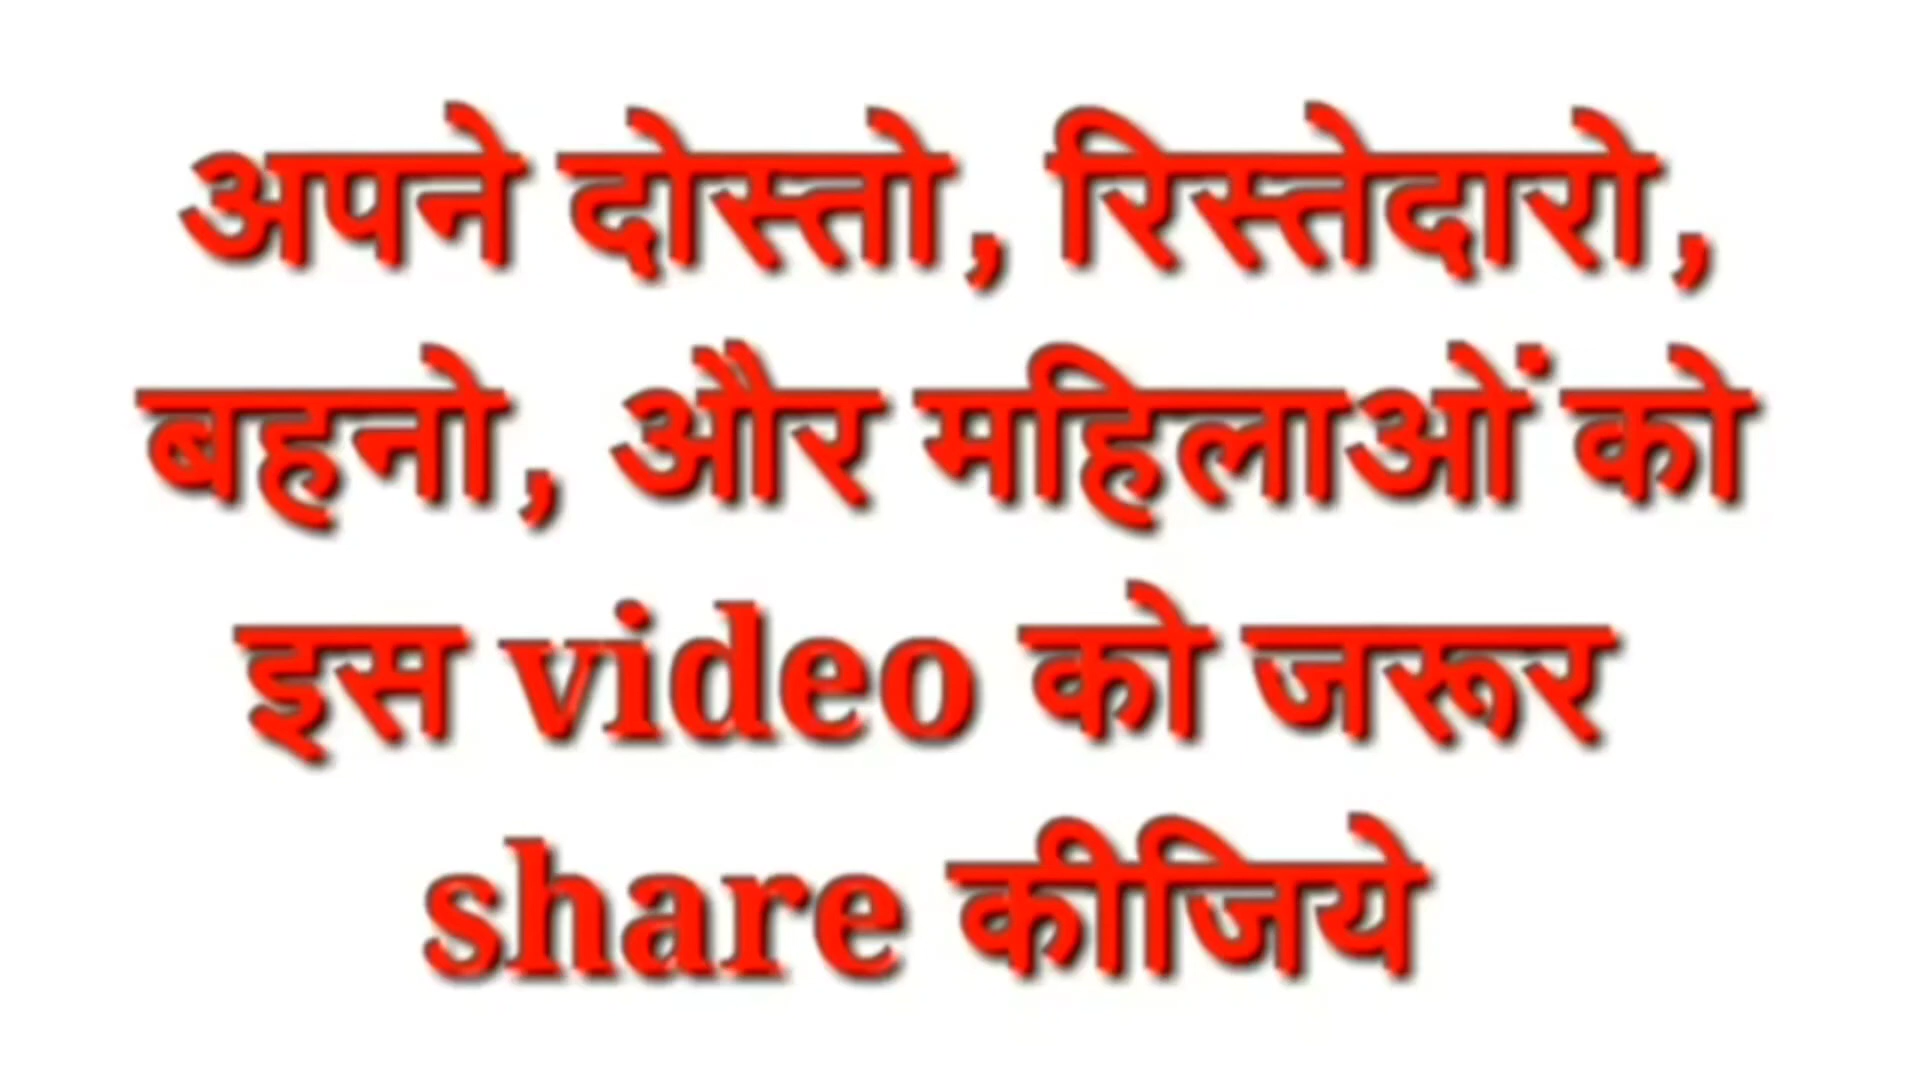 अपने दोस्तो, रिस्तेदारो,
बहनो, और महिलाओं को
इस video को जरूर
share कीजिये